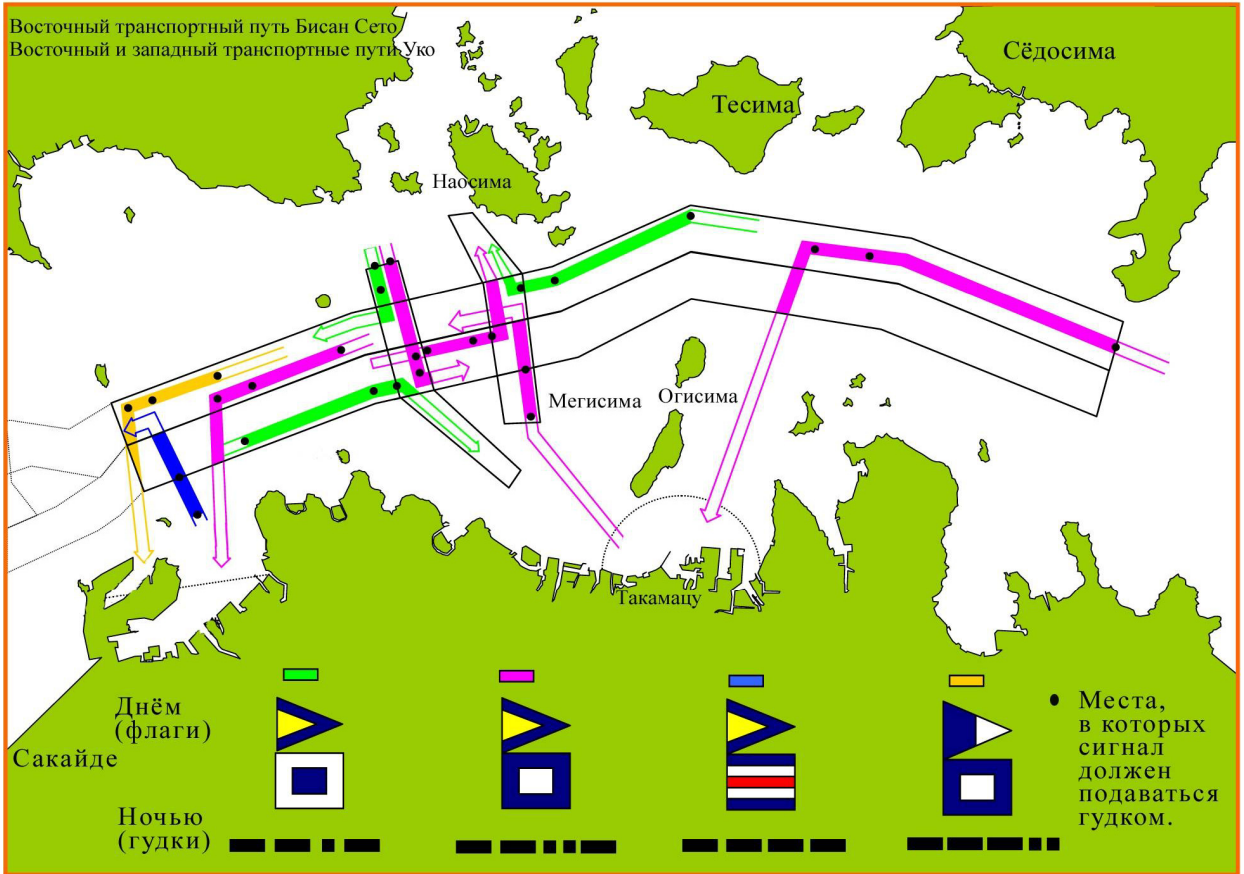 Восточный транспортный путь Бисан Сето
Восточный и западный транспортные пути Уко
Сёдосима
Тесима
Наосима
Мегисима
Огисима
Такамацу
Сакайде
Днём
(флаги)
Ночью
(гудки)
Места,
в которых
сигнал
должен
подаваться
гудком.